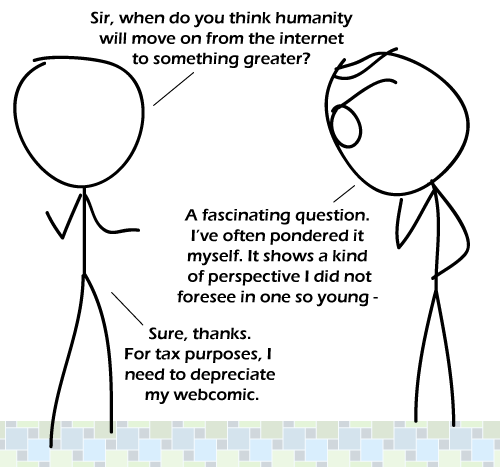 Sir, when do you think humanity
will move on from the internet
to something greater?
A fascinating question.
I've often pondered it
myself. It shows a kind
of perspective I did not
foresee in one so young -
Sure, thanks.
For tax purposes, I
need to depreciate
my webcomic.